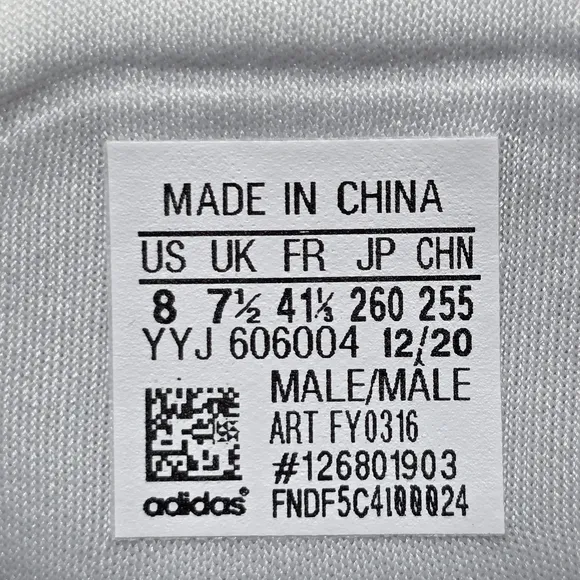 MADE IN CHINA
US UK FR JP CHN
8 7½ 41⅓ 260 255
YYJ 606004 12/20
MALE/MÂLE
ART FY0316
#126801903
adidas® FNDF5C4100024